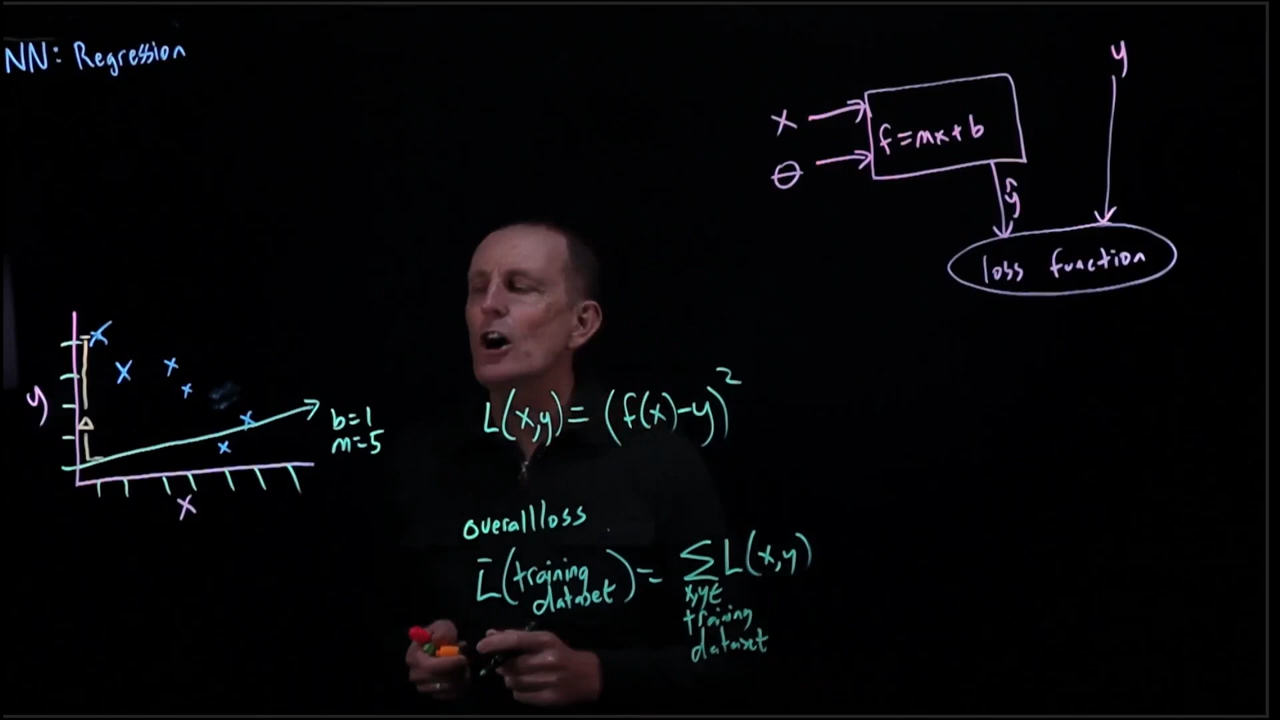 NN: Regression
y
x
f=mx+b
θ
ŷ
loss function
y
b=1
m=5
x
L(x,y)= (f(x)-y)²
overall loss
L̄(training dataset)= ∑ L(x,y)
x,y∈
training
dataset